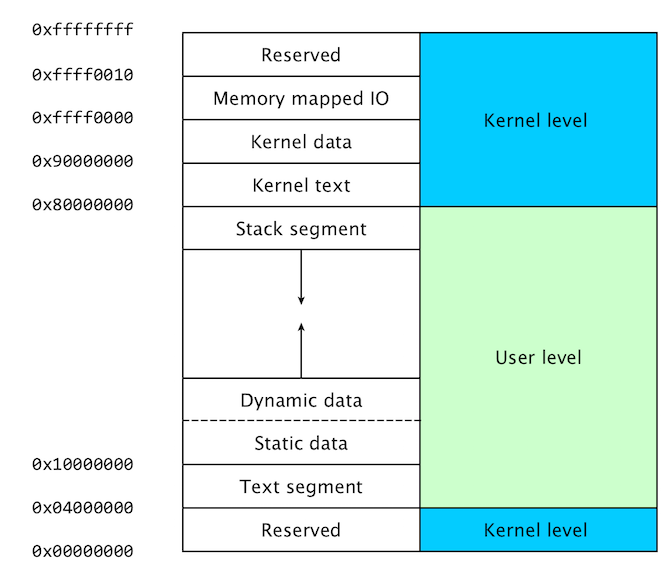 0xffffffff
Reserved
0xffff0010
Memory mapped IO
0xffff0000
Kernel level
Kernel data
0x90000000
Kernel text
0x80000000
Stack segment
User level
Dynamic data
Static data
0x10000000
Text segment
0x04000000
Reserved
Kernel level
0x00000000